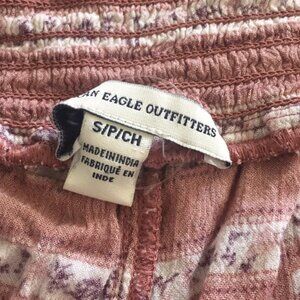 AN EAGLE OUTFITTERS
S/P/CH
MADE IN INDIA
FABRIQUÉ EN
INDE